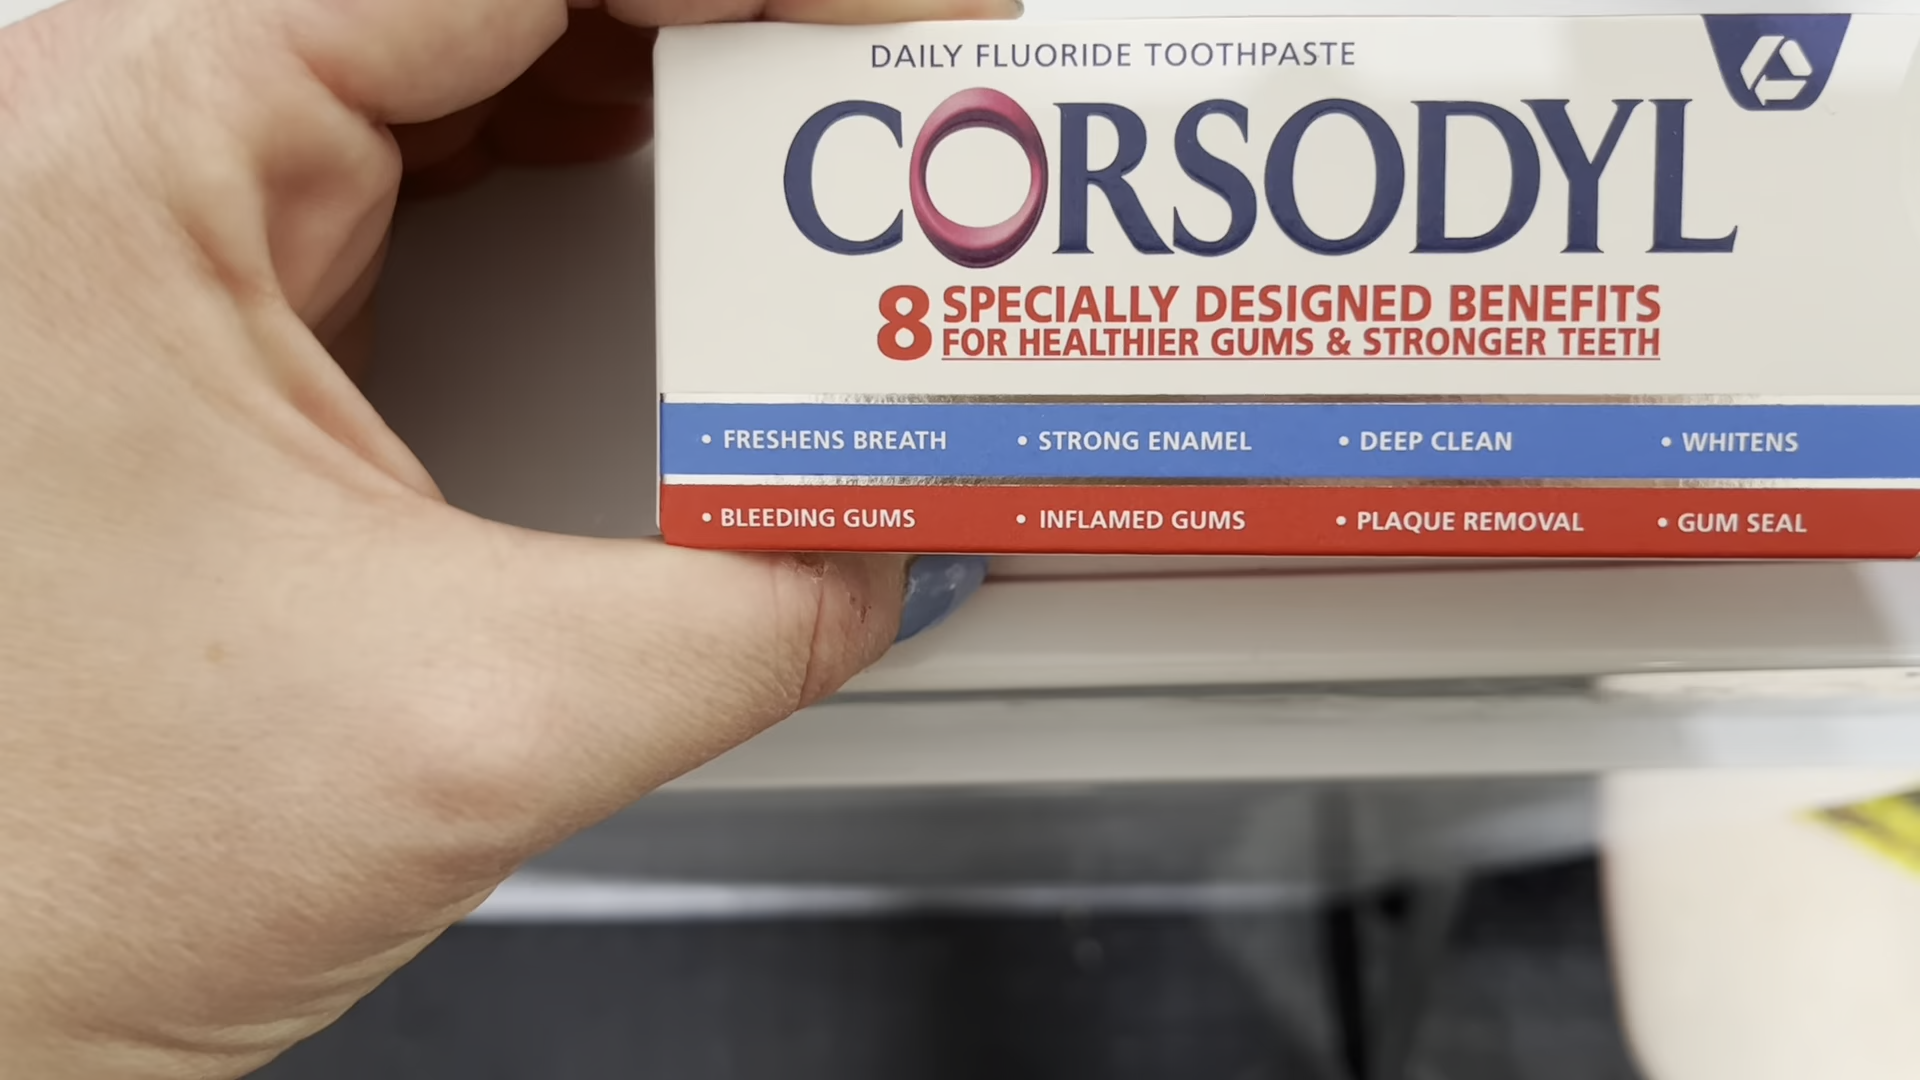 DAILY FLUORIDE TOOTHPASTE
CORSODYL
8 SPECIALLY DESIGNED BENEFITS
FOR HEALTHIER GUMS & STRONGER TEETH
• FRESHENS BREATH • STRONG ENAMEL • DEEP CLEAN • WHITENS
• BLEEDING GUMS • INFLAMED GUMS • PLAQUE REMOVAL • GUM SEAL